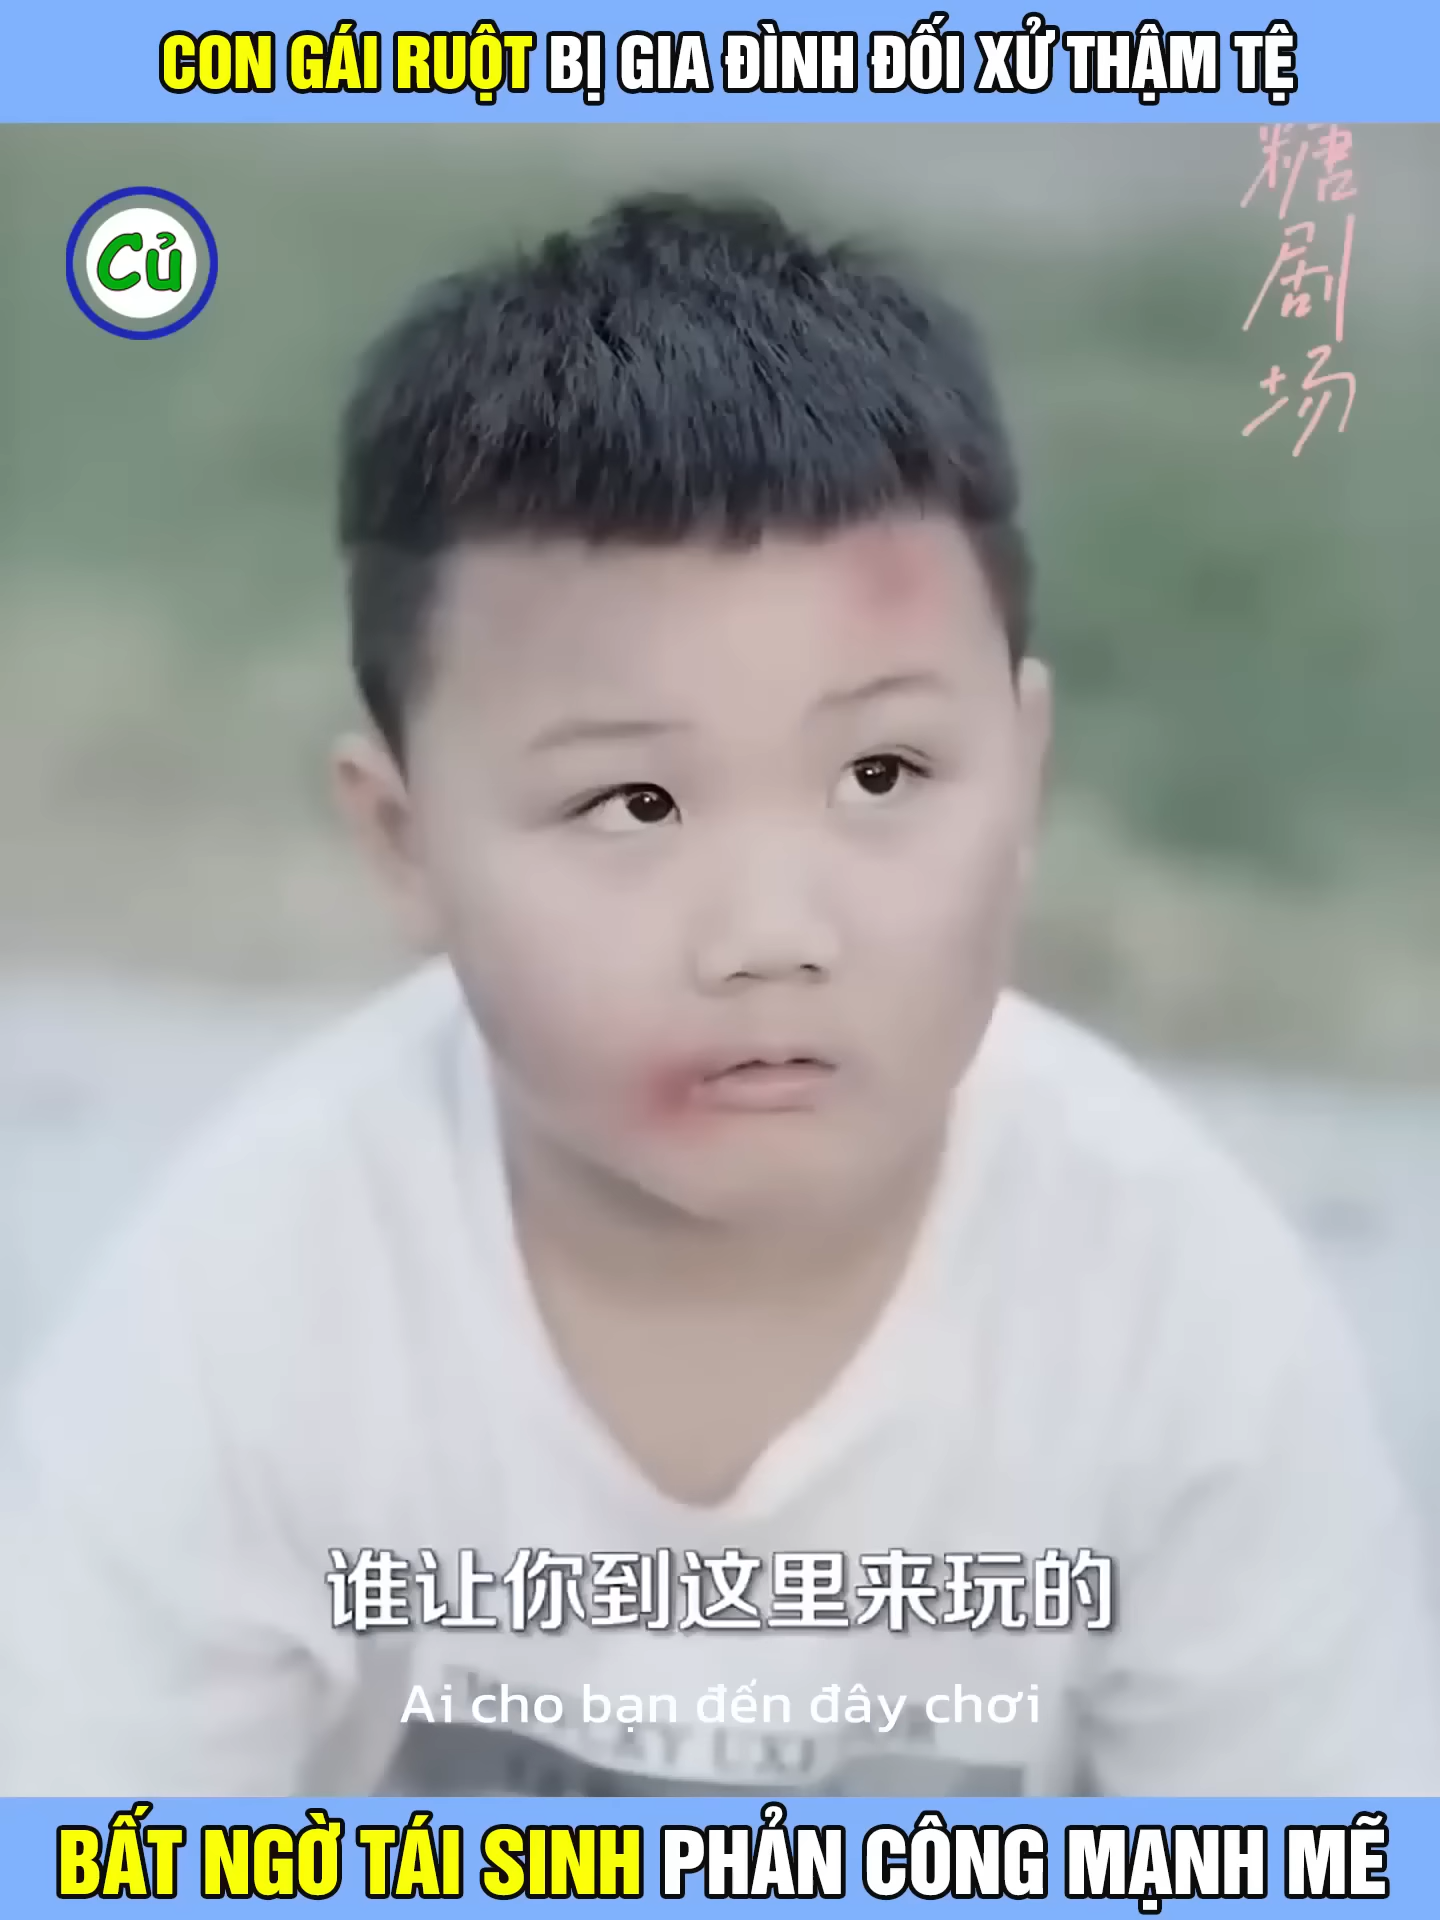 CON GÁI RUỘT BỊ GIA ĐÌNH ĐỐI XỬ THẬM TỆ
Củ
糖剧场
谁让你到这里来玩的
Ai cho bạn đến đây chơi
BẤT NGỜ TÁI SINH PHẢN CÔNG MẠNH MẼ